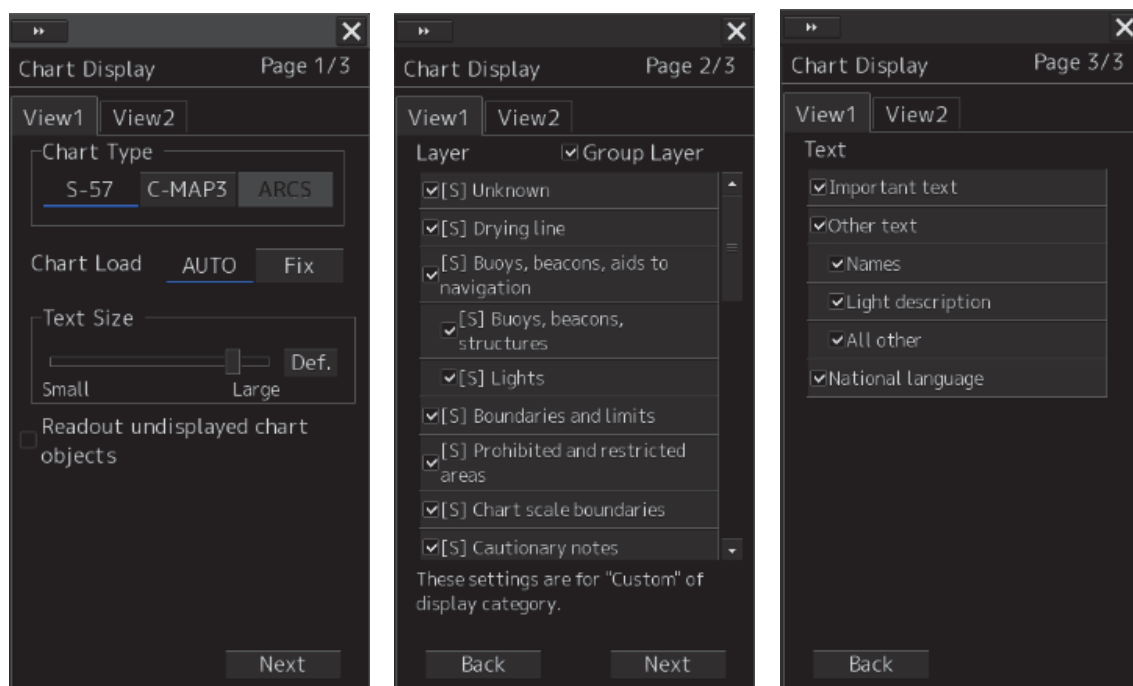 Chart Display Page 1/3
View1 View2
Chart Type
S-57 C-MAP3 ARCS
Chart Load AUTO Fix
Text Size
Def.
Small Large
Readout undisplayed chart
objects
Next
Chart Display Page 2/3
View1 View2
Layer Group Layer
[S] Unknown
[S] Drying line
[S] Buoys, beacons, aids to
navigation
[S] Buoys, beacons,
structures
[S] Lights
[S] Boundaries and limits
[S] Prohibited and restricted
areas
[S] Chart scale boundaries
[S] Cautionary notes
These settings are for "Custom" of
display category.
Back Next
Chart Display Page 3/3
View1 View2
Text
Important text
Other text
Names
Light description
All other
National language
Back